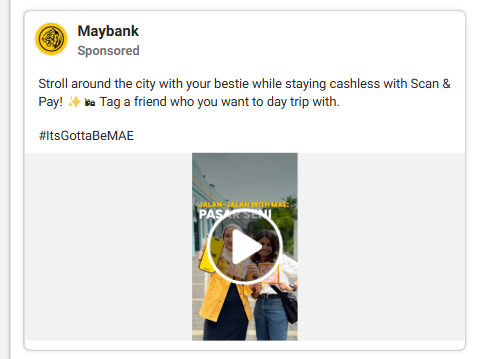 Maybank
Sponsored
Stroll around the city with your bestie while staying cashless with Scan &
Pay! ✨🏍 Tag a friend who you want to day trip with.
#ItsGottaBeMAE
JALAN-JALAN WITH MAE:
PASAR SENI